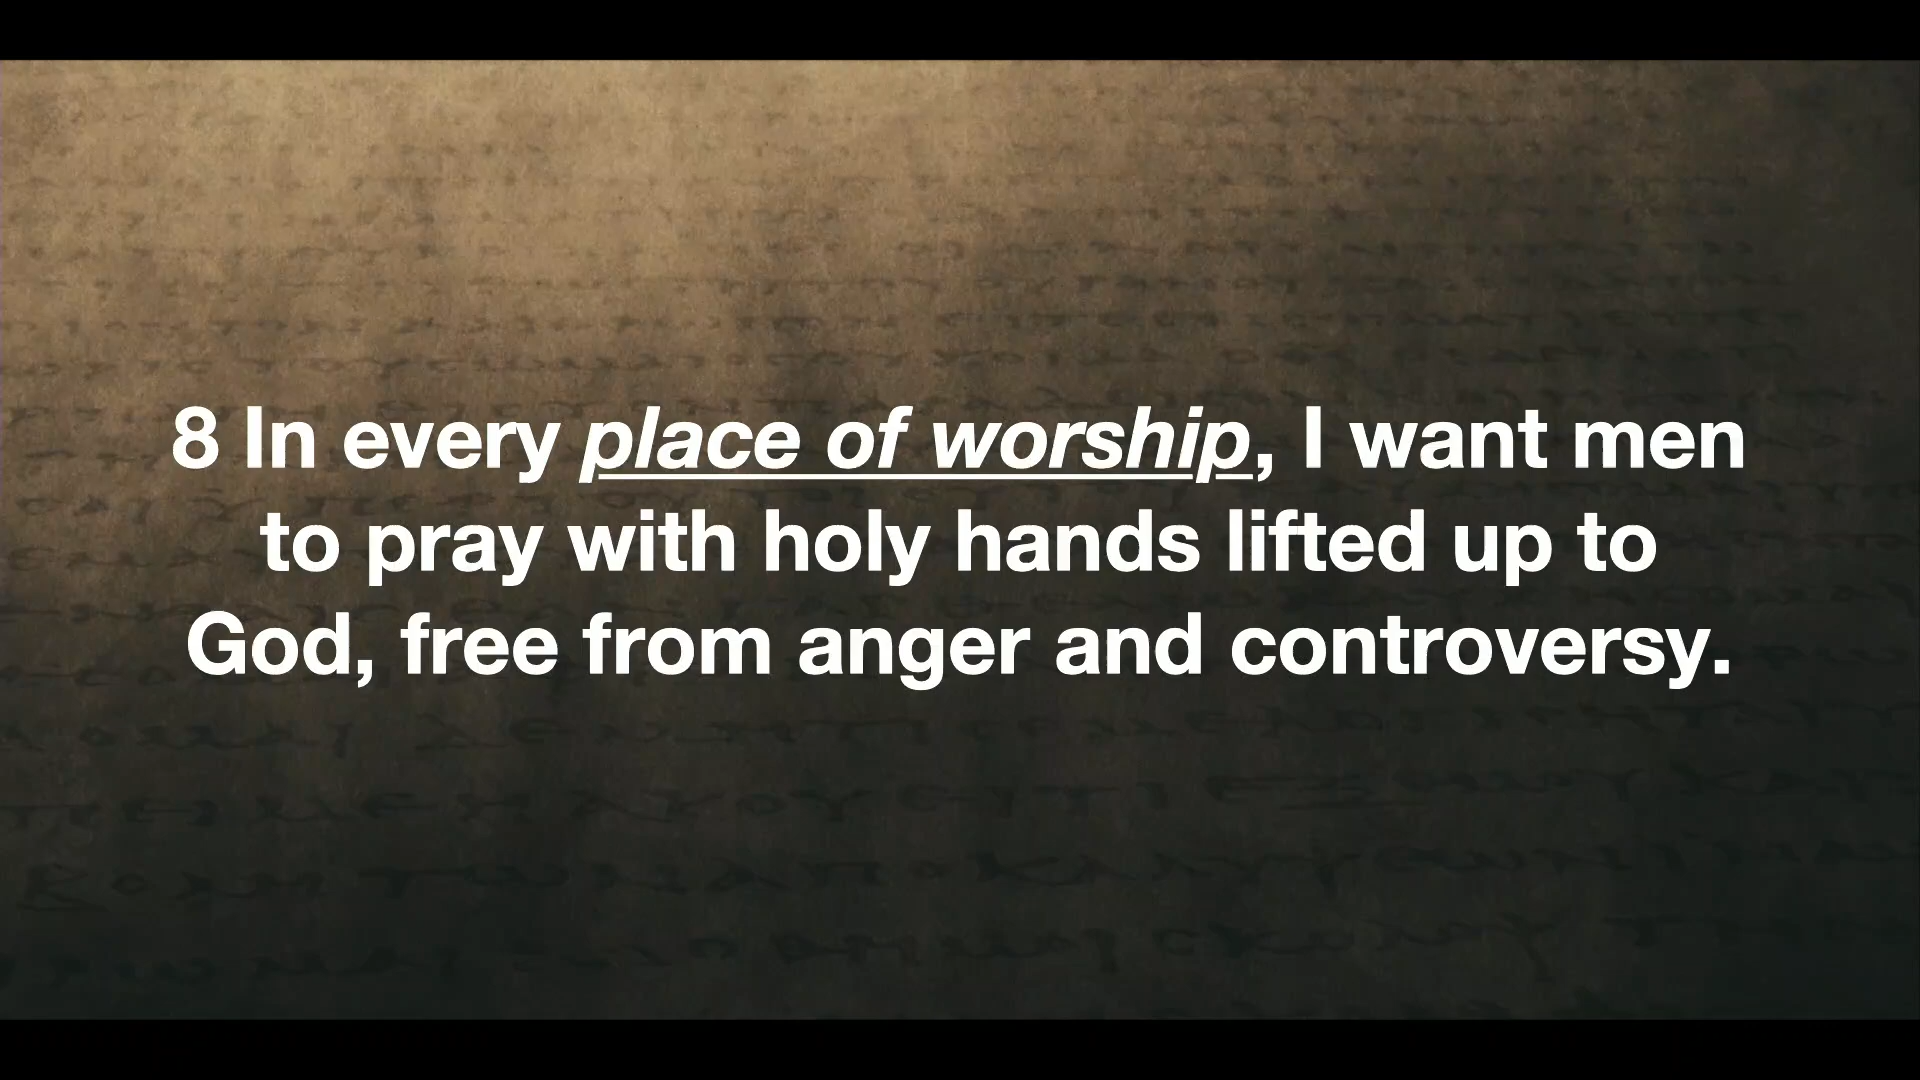 8 In every place of worship, I want men
to pray with holy hands lifted up to
God, free from anger and controversy.